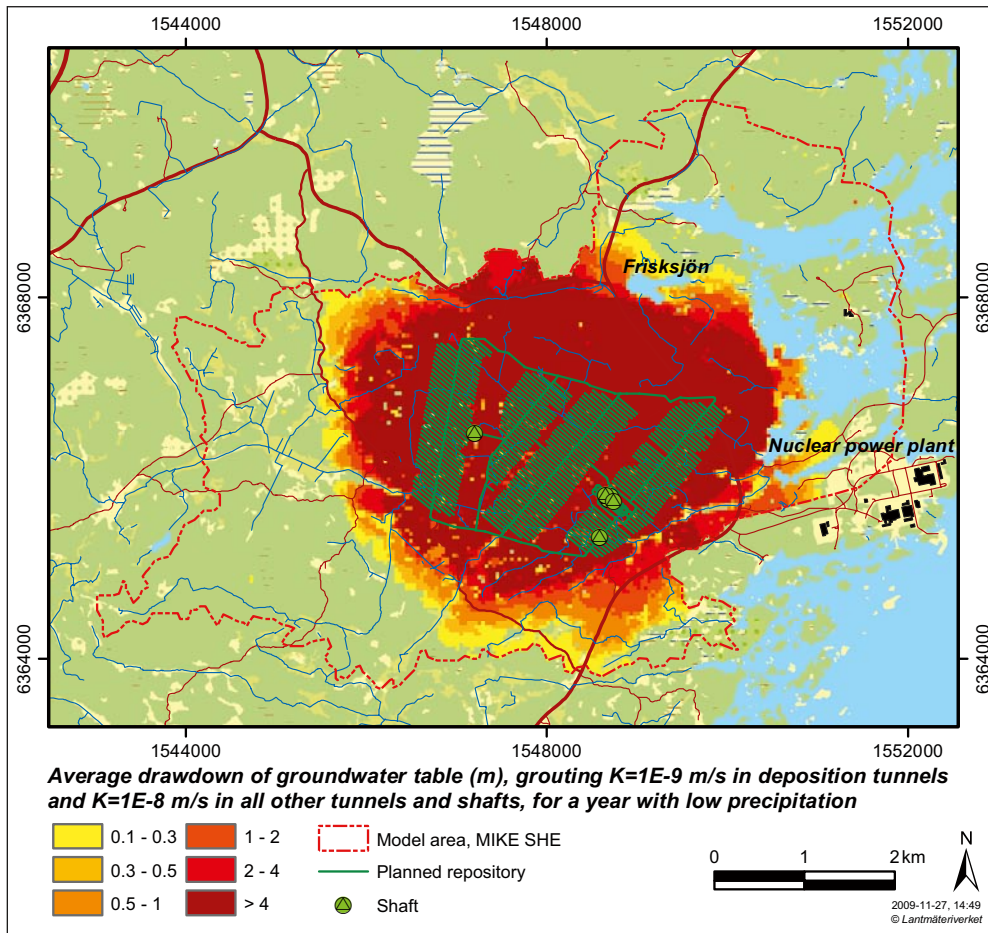 1544000 1548000 1552000
Frisksjön
6368000 6368000
Nuclear power plant
6364000 6364000
1544000 1548000 1552000
Average drawdown of groundwater table (m), grouting K=1E-9 m/s in deposition tunnels
and K=1E-8 m/s in all other tunnels and shafts, for a year with low precipitation
0.1 - 0.3 1 - 2 Model area, MIKE SHE
0.3 - 0.5 2 - 4 Planned repository
0.5 - 1 > 4 Shaft
0 1 2 km
N
2009-11-27, 14:49
© Lantmäteriverket